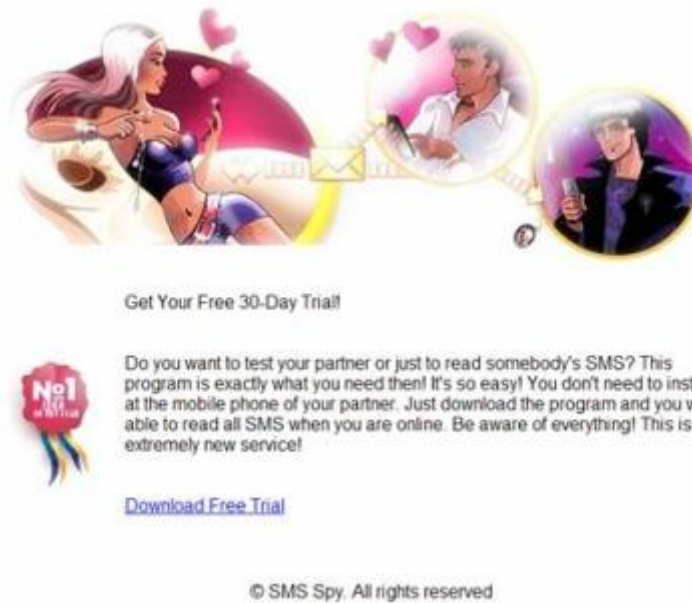 Get Your Free 30-Day Trial!
Do you want to test your partner or just to read somebody's SMS? This
program is exactly what you need then! It's so easy! You don't need to inst
at the mobile phone of your partner. Just download the program and you w
able to read all SMS when you are online. Be aware of everything! This is
extremely new service!
No1
Download Free Trial
© SMS Spy. All rights reserved